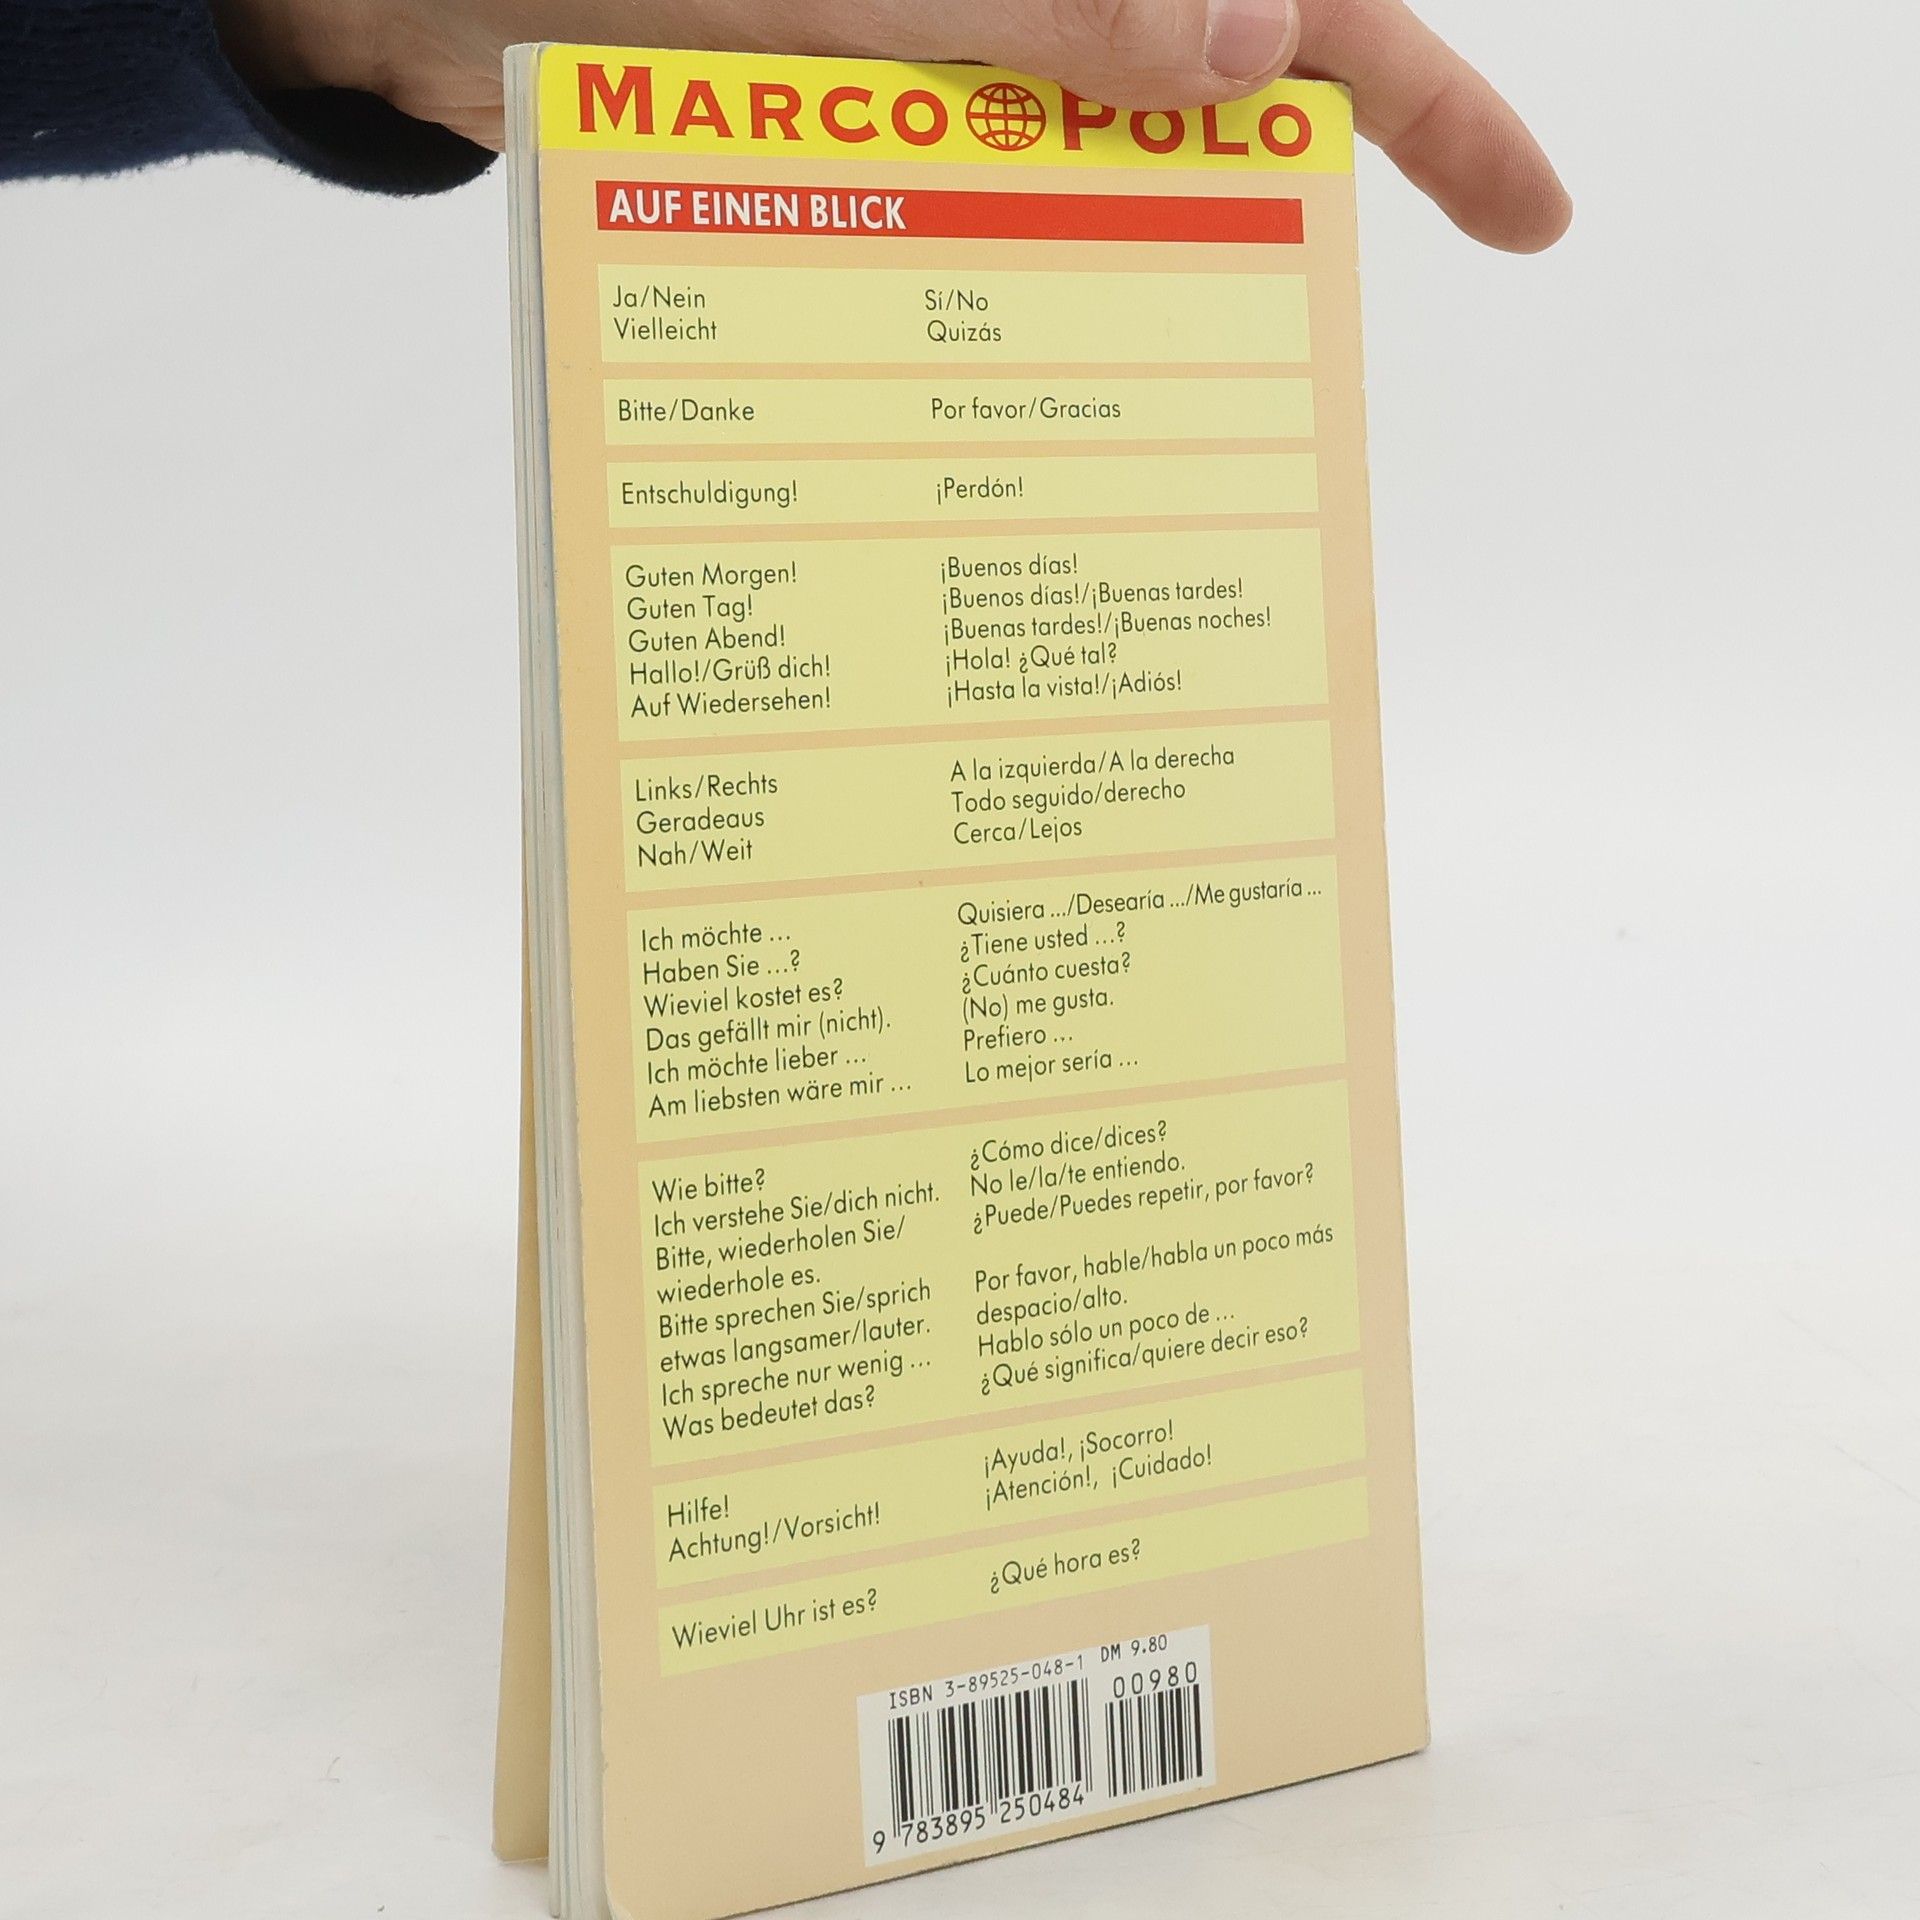 MARCO POLO
AUF EINEN BLICK
Ja/Nein Sí/No
Vielleicht Quizás
Bitte/Danke Por favor/Gracias
Entschuldigung! ¡Perdón!
Guten Morgen! ¡Buenos días!
Guten Tag! ¡Buenos días!/¡Buenas tardes!
Guten Abend! ¡Buenas tardes!/¡Buenas noches!
Hallo!/Grüß dich! ¡Hola! ¿Qué tal?
Auf Wiedersehen! ¡Hasta la vista!/¡Adiós!
Links/Rechts A la izquierda/A la derecha
Geradeaus Todo seguido/derecho
Nah/Weit Cerca/Lejos
Ich möchte ... Quisiera .../Desearía .../Me gustaría ...
Haben Sie ...? ¿Tiene usted ...?
Wieviel kostet es? ¿Cuánto cuesta?
Das gefällt mir (nicht). (No) me gusta.
Ich möchte lieber ... Prefiero ...
Am liebsten wäre mir ... Lo mejor sería ...
Wie bitte? ¿Cómo dice/dices?
Ich verstehe Sie/dich nicht. No le/la/te entiendo.
Bitte, wiederholen Sie/ ¿Puede/Puedes repetir, por favor?
wiederhole es.
Bitte sprechen Sie/sprich Por favor, hable/habla un poco más
etwas langsamer/lauter. despacio/alto.
Ich spreche nur wenig ... Hablo sólo un poco de ...
Was bedeutet das? ¿Qué significa/quiere decir eso?
Hilfe! ¡Ayuda!, ¡Socorro!
Achtung!/Vorsicht! ¡Atención!, ¡Cuidado!
Wieviel Uhr ist es? ¿Qué hora es?
ISBN 3-89525-048-1 DM 9.80
00980
9 783895 250484